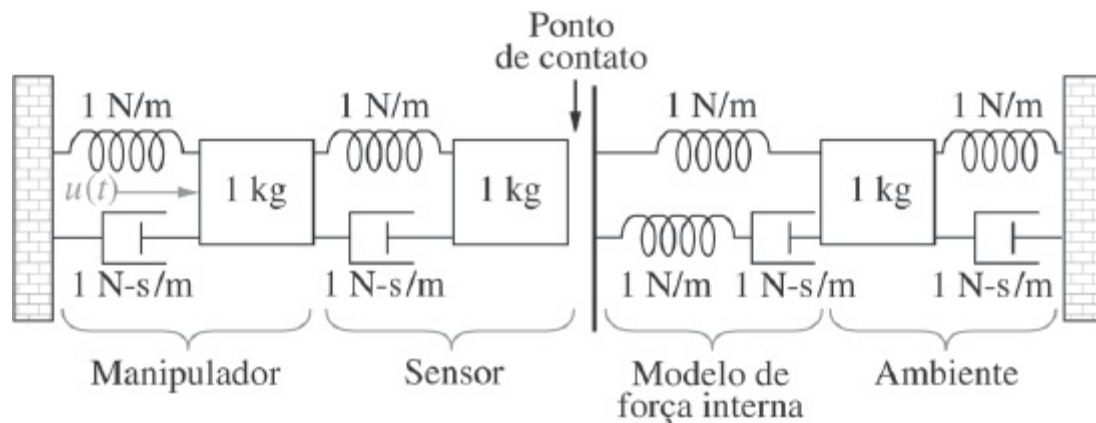 Ponto
de contato
1 N/m 1 N/m 1 N/m 1 N/m
u(t) 1 kg 1 kg 1 kg
1 N-s/m 1 N-s/m 1 N/m 1 N-s/m 1 N-s/m
Manipulador Sensor Modelo de Ambiente
força interna